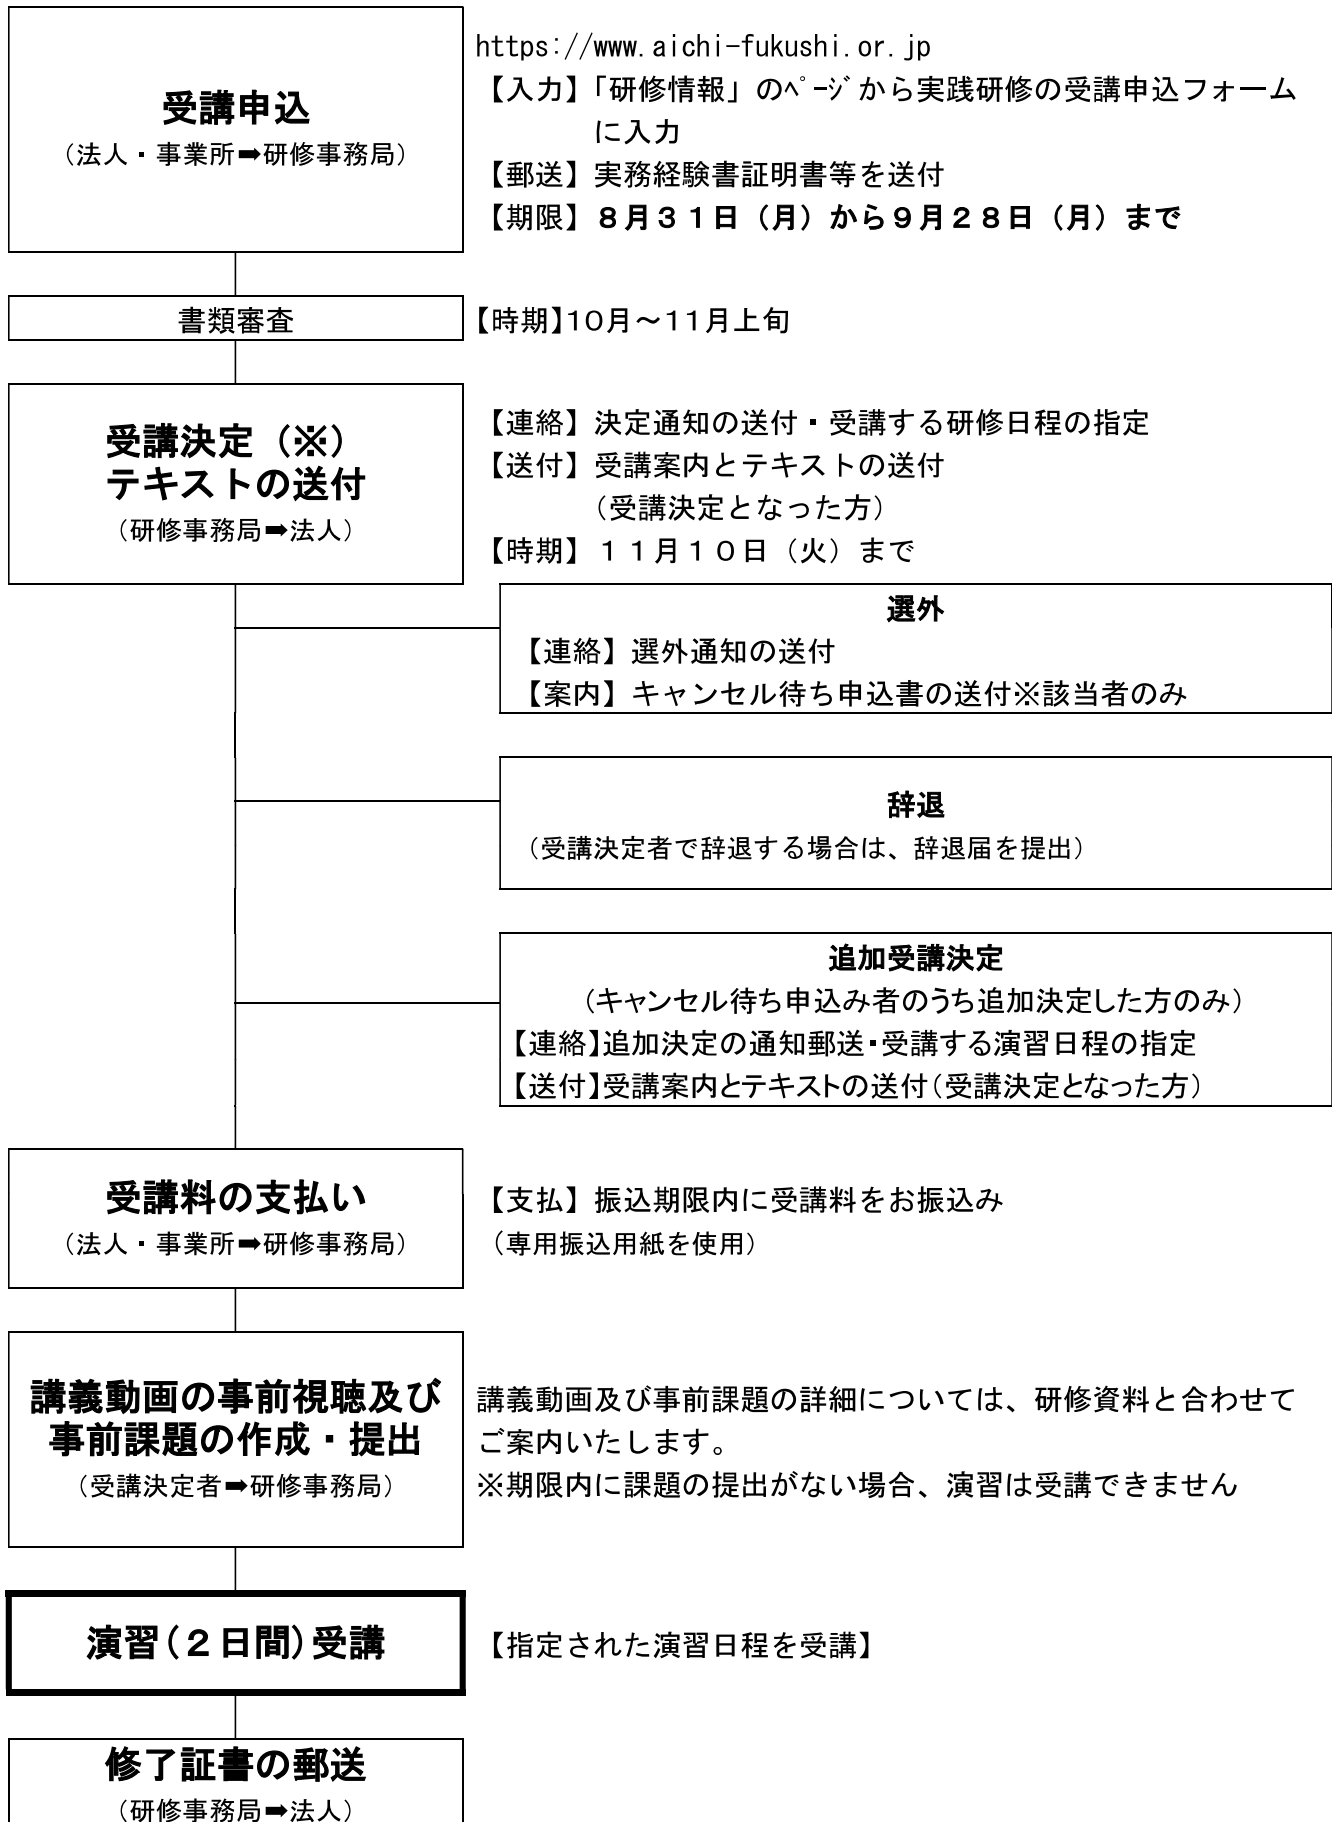 https://www.aichi-fukushi.or.jp
受講申込
（法人・事業所➡研修事務局）
【入力】「研修情報」のﾍﾟｰｼﾞから実践研修の受講申込フォーム
に入力
【郵送】実務経験書証明書等を送付
【期限】８月３１日（月）から９月２８日（月）まで
書類審査
【時期】10月～11月上旬
受講決定（※）
テキストの送付
（研修事務局➡法人）
【連絡】決定通知の送付・受講する研修日程の指定
【送付】受講案内とテキストの送付
（受講決定となった方）
【時期】１１月１０日（火）まで
選外
【連絡】選外通知の送付
【案内】キャンセル待ち申込書の送付※該当者のみ
辞退
（受講決定者で辞退する場合は、辞退届を提出）
追加受講決定
（キャンセル待ち申込み者のうち追加決定した方のみ）
【連絡】追加決定の通知郵送・受講する演習日程の指定
【送付】受講案内とテキストの送付（受講決定となった方）
受講料の支払い
（法人・事業所➡研修事務局）
【支払】振込期限内に受講料をお振込み
（専用振込用紙を使用）
講義動画の事前視聴及び
事前課題の作成・提出
（受講決定者➡研修事務局）
講義動画及び事前課題の詳細については、研修資料と合わせて
ご案内いたします。
※期限内に課題の提出がない場合、演習は受講できません
演習（２日間）受講
【指定された演習日程を受講】
修了証書の郵送
（研修事務局➡法人）